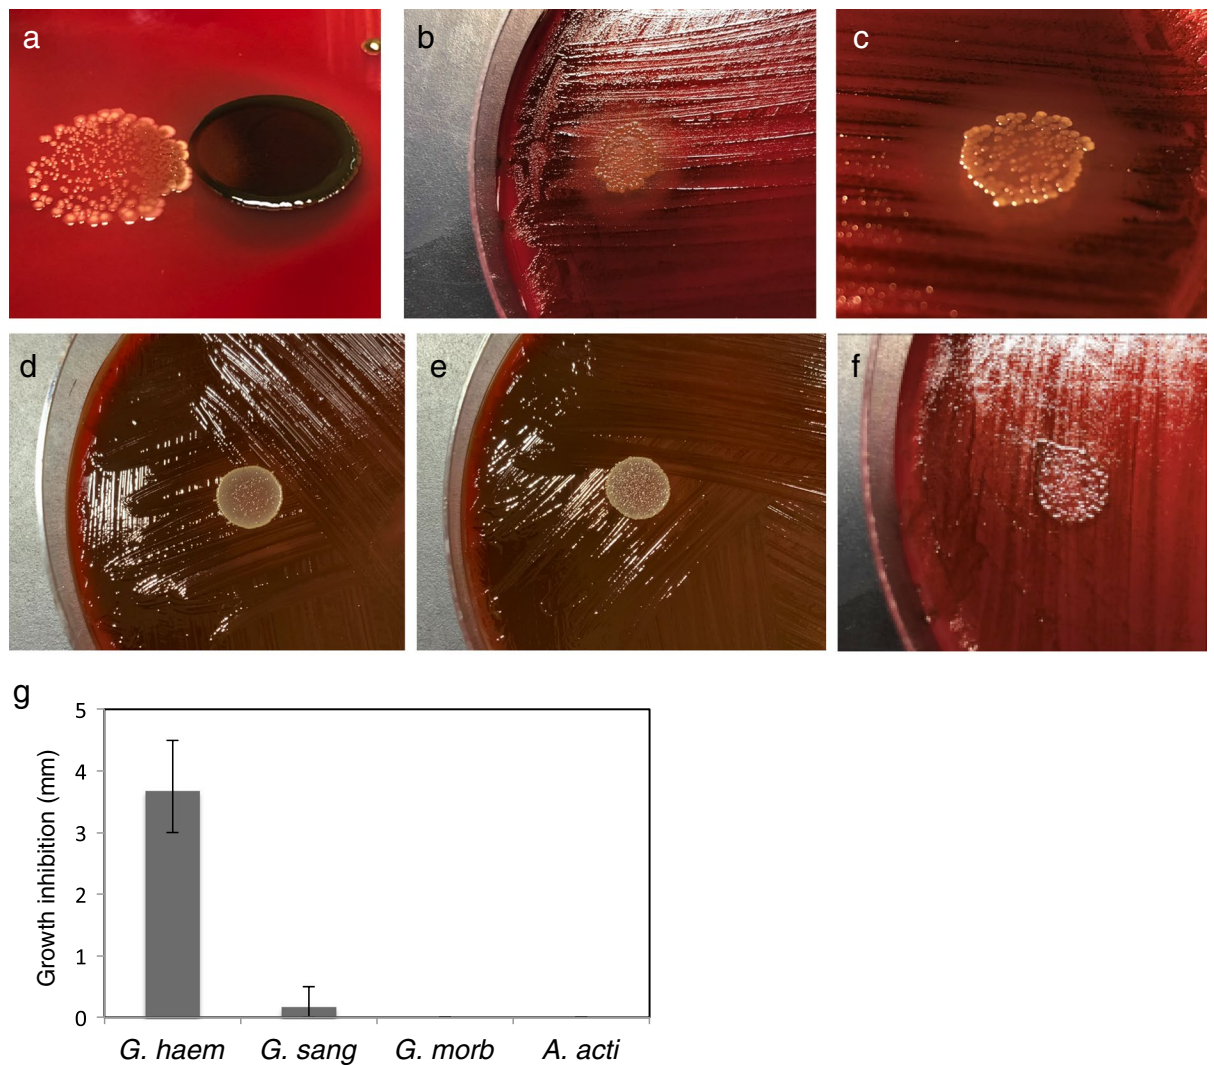 a
b
c
d
e
f
g
5
4
3
2
1
0
Growth inhibition (mm)
G. haem
G. sang
G. morb
A. acti